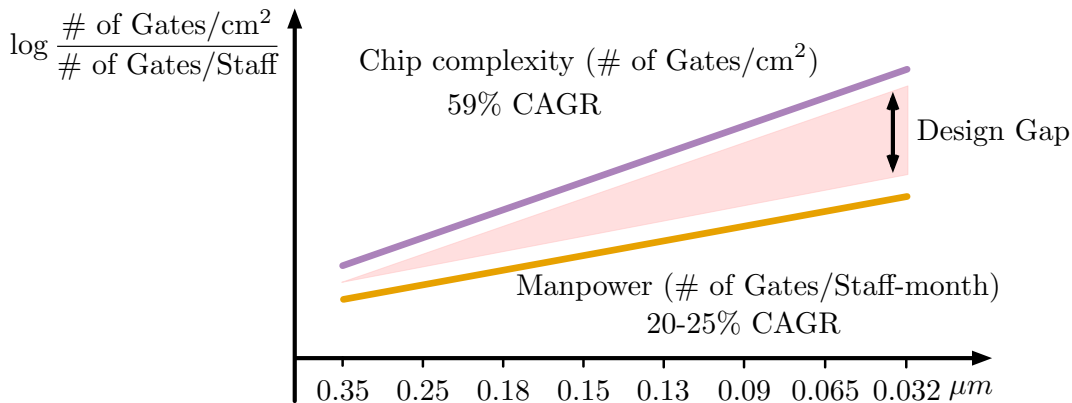 log # of Gates/cm²
# of Gates/Staff
Chip complexity (# of Gates/cm²)
59% CAGR
Design Gap
Manpower (# of Gates/Staff-month)
20-25% CAGR
0.35 0.25 0.18 0.15 0.13 0.09 0.065 0.032 μm